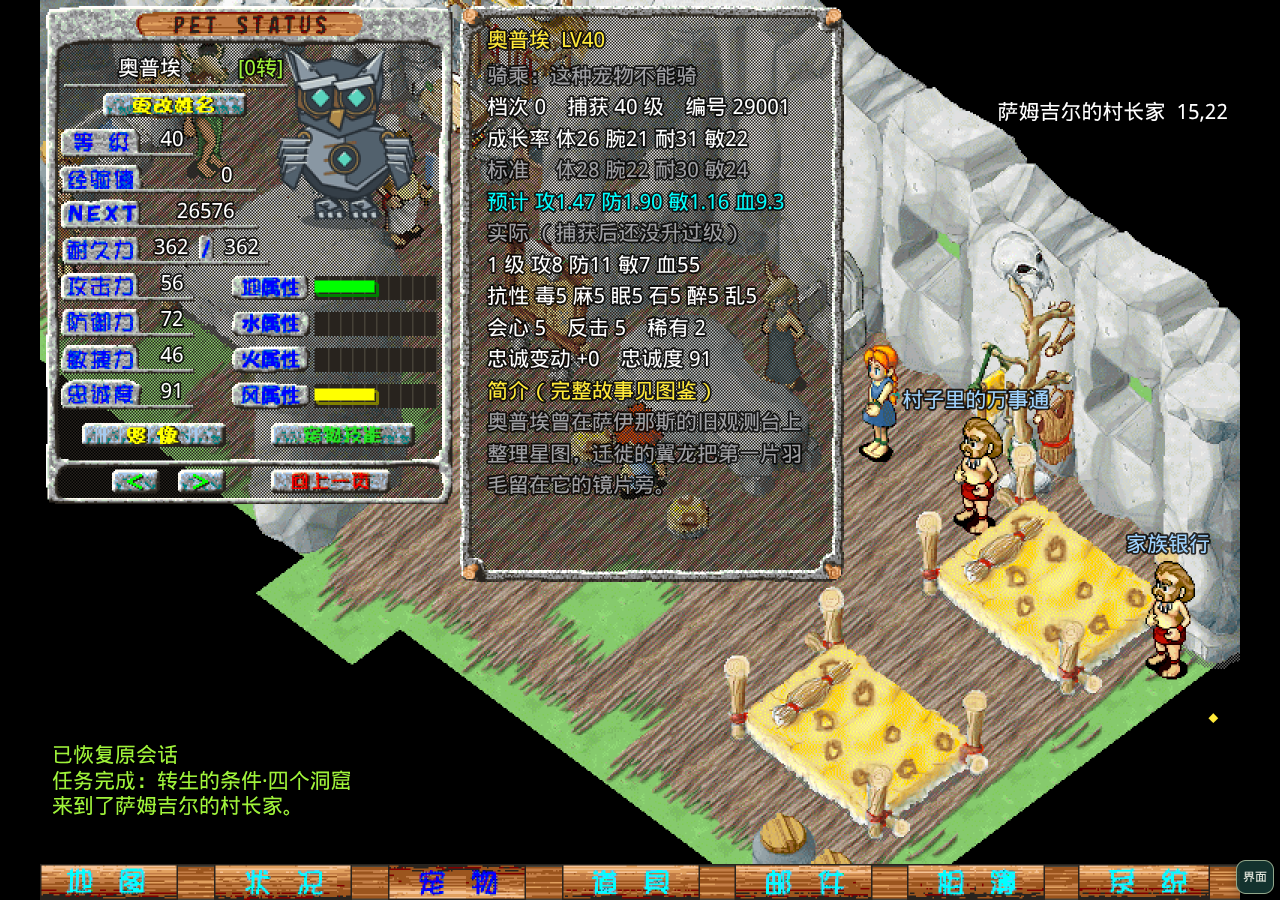 PET STATUS
奥普埃 [0转]
更改姓名
等级 40
经验值 0
NEXT 26576
耐久力 362 / 362
攻击力 56
防御力 72
敏捷力 46
忠诚度 91
地属性
水属性
火属性
风属性
图像
宠物技能
< >
回上一页
奥普埃 LV40
骑乘：这种宠物不能骑
档次 0 捕获 40 级 编号 29001
成长率 体26 腕21 耐31 敏22
标准 体28 腕22 耐30 敏24
预计 攻1.47 防1.90 敏1.16 血9.3
实际（捕获后还没升过级）
1 级 攻8 防11 敏7 血55
抗性 毒5 麻5 眠5 石5 醉5 乱5
会心 5 反击 5 稀有 2
忠诚变动 +0 忠诚度 91
简介（完整故事见图鉴）
奥普埃曾在萨伊那斯的旧观测台上
整理星图，迁徙的翼龙把第一片羽
毛留在它的镜片旁。
萨姆吉尔的村长家 15,22
村子里的万事通
家族银行
已恢复原会话
任务完成：转生的条件·四个洞窟
来到了萨姆吉尔的村长家。
地图 状况 宠物 道具 邮件 相簿 系统
界面